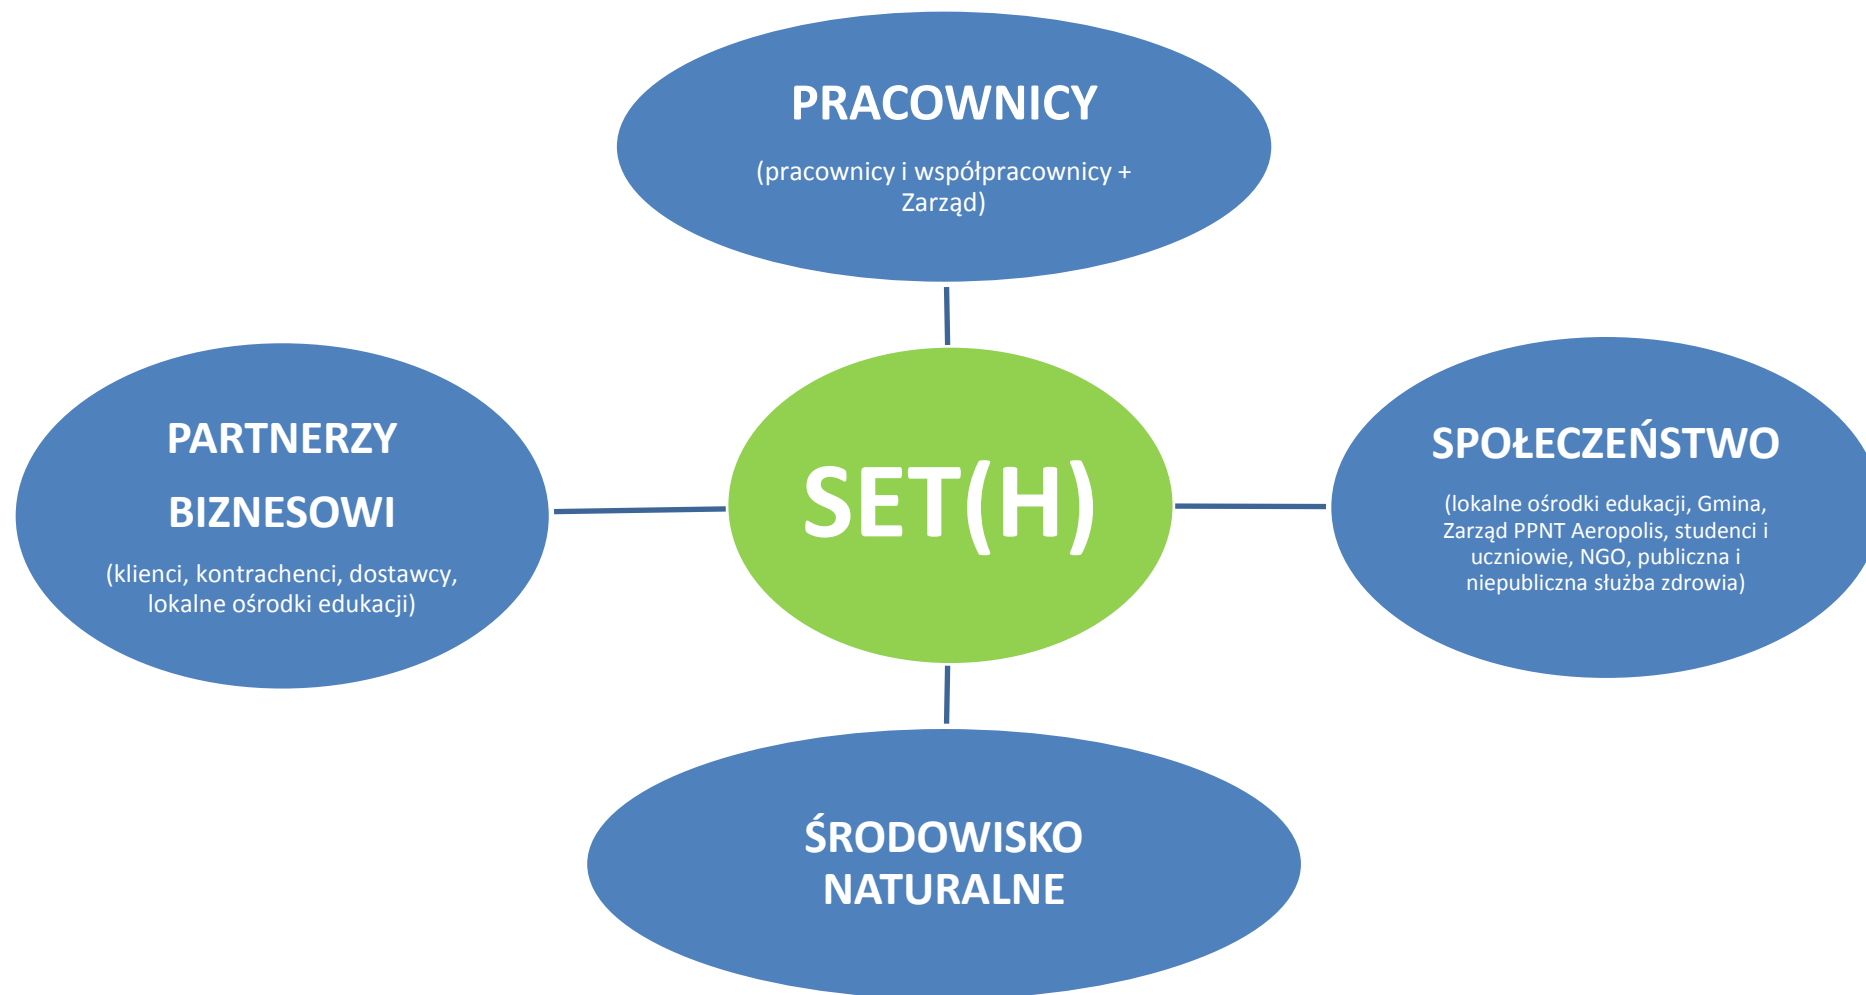 PRACOWNICY
(pracownicy i współpracownicy +
Zarząd)
PARTNERZY
BIZNESOWI
(klienci, kontrachenci, dostawcy,
lokalne ośrodki edukacji)
SET(H)
SPOŁECZEŃSTWO
(lokalne ośrodki edukacji, Gmina,
Zarząd PPNT Aeropolis, studenci i
uczniowie, NGO, publiczna i
niepubliczna służba zdrowia)
ŚRODOWISKO
NATURALNE